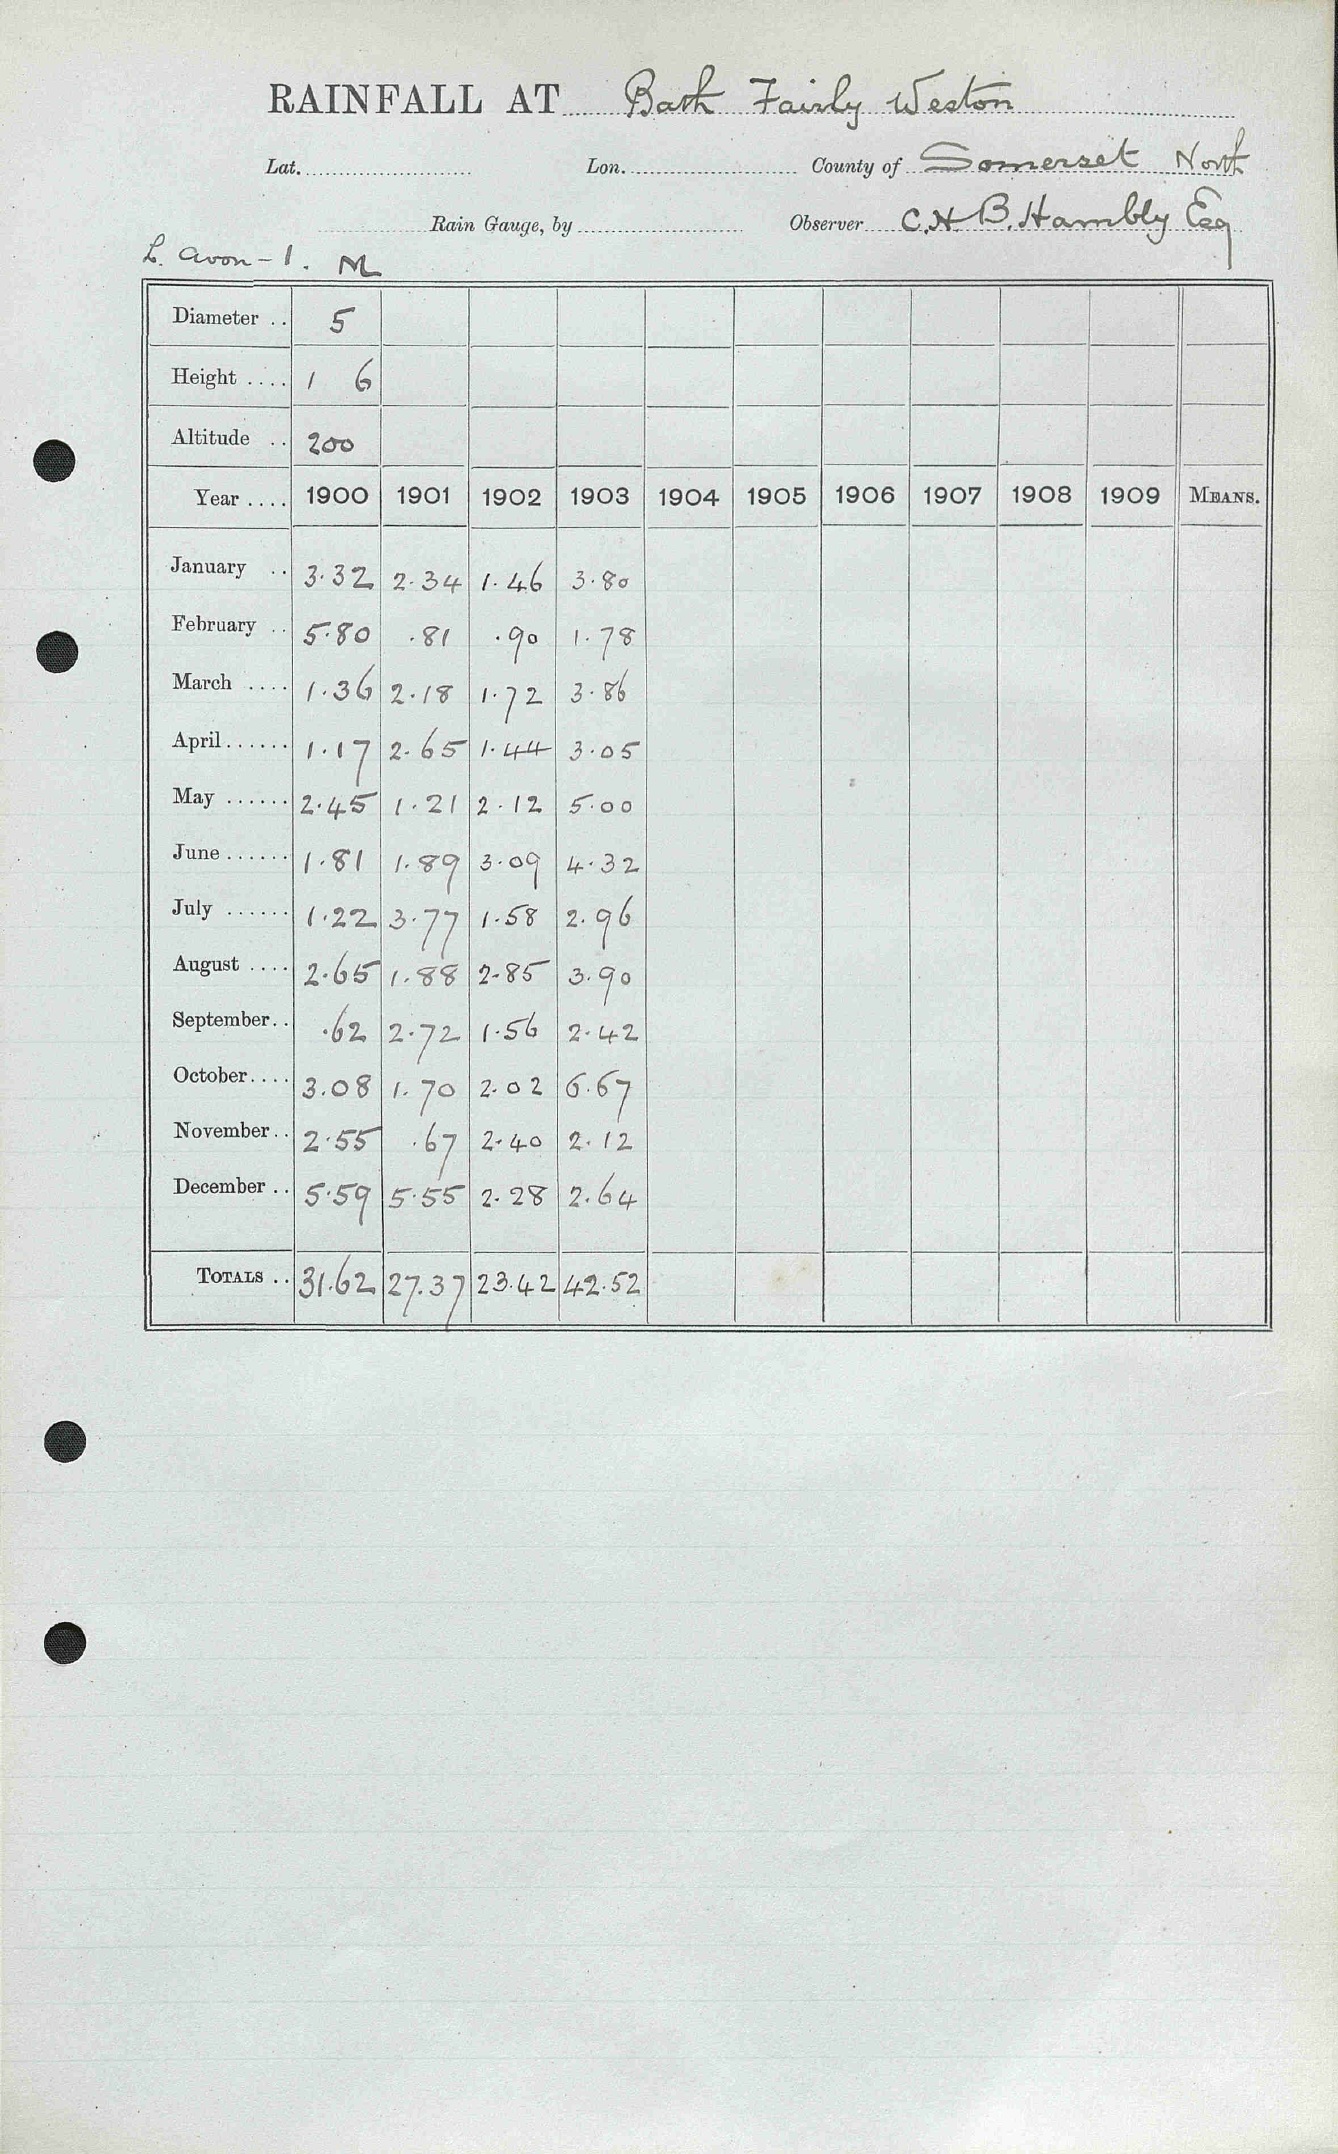 RAINFALL AT Bath Fairly Weston
Lat. Lon. County of Somerset North
Rain Gauge, by Observer C.H.B. Hambly Esq
L. Avon - 1. M
Diameter .. 5
Height .... 1 6
Altitude .. 200
Year .... 1900 1901 1902 1903 1904 1905 1906 1907 1908 1909 MEANS.
January .. 3.32 2.34 1.46 3.80
February .. 5.80 .81 .90 1.78
March .... 1.36 2.18 1.72 3.86
April...... 1.17 2.65 1.44 3.05
May ...... 2.45 1.21 2.12 5.00
June...... 1.81 1.89 3.09 4.32
July ...... 1.22 3.77 1.58 2.96
August .... 2.65 1.88 2.85 3.90
September.. .62 2.72 1.56 2.42
October.... 3.08 1.70 2.02 6.67
November.. 2.55 .67 2.40 2.12
December .. 5.59 5.55 2.28 2.64
TOTALS .. 31.62 27.37 23.42 42.52